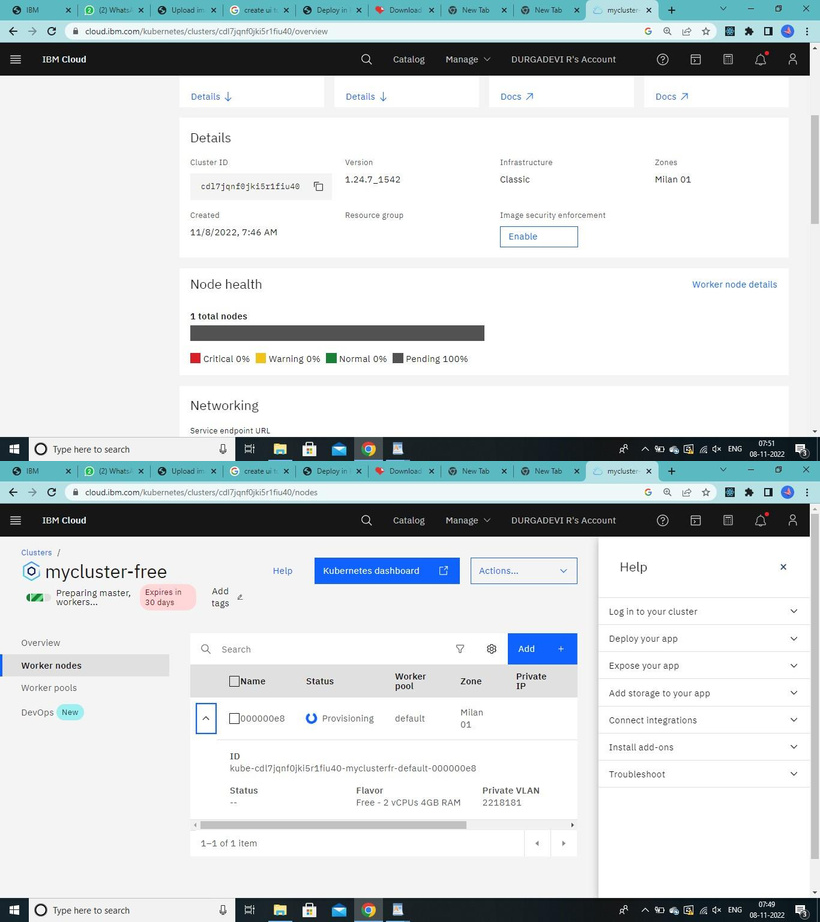 IBM
(2) Whats
Upload im
create ui t
Deploy in
Download
New Tab
New Tab
mycluster
cloud.ibm.com/kubernetes/clusters/cdl7jqnf0jki5r1fiu40/overview
IBM Cloud
Catalog
Manage
DURGADEVI R's Account
Details ↓
Details ↓
Docs ↗
Docs ↗
Details
Cluster ID
Version
Infrastructure
Zones
cdl7jqnf0jki5r1fiu40
1.24.7_1542
Classic
Milan 01
Created
Resource group
Image security enforcement
11/8/2022, 7:46 AM
Enable
Node health
Worker node details
1 total nodes
Critical 0% Warning 0% Normal 0% Pending 100%
Networking
Service endpoint URL
Type here to search
ENG
07:51
08-11-2022
3
IBM
(2) Whats
Upload im
create ui t
Deploy in
Download
New Tab
New Tab
mycluster
cloud.ibm.com/kubernetes/clusters/cdl7jqnf0jki5r1fiu40/nodes
IBM Cloud
Catalog
Manage
DURGADEVI R's Account
Clusters /
mycluster-free
Preparing master,
workers...
Expires in
30 days
Add
tags
Help
Kubernetes dashboard
Actions...
Overview
Worker nodes
Worker pools
DevOps New
Search
Add +
Name
Status
Worker
pool
Zone
Private
IP
000000e8
Provisioning
default
Milan
01
ID
kube-cdl7jqnf0jki5r1fiu40-myclusterfr-default-000000e8
Status
Flavor
Private VLAN
--
Free - 2 vCPUs 4GB RAM
2218181
1–1 of 1 item
Help
Log in to your cluster
Deploy your app
Expose your app
Add storage to your app
Connect integrations
Install add-ons
Troubleshoot
Type here to search
ENG
07:49
08-11-2022
3